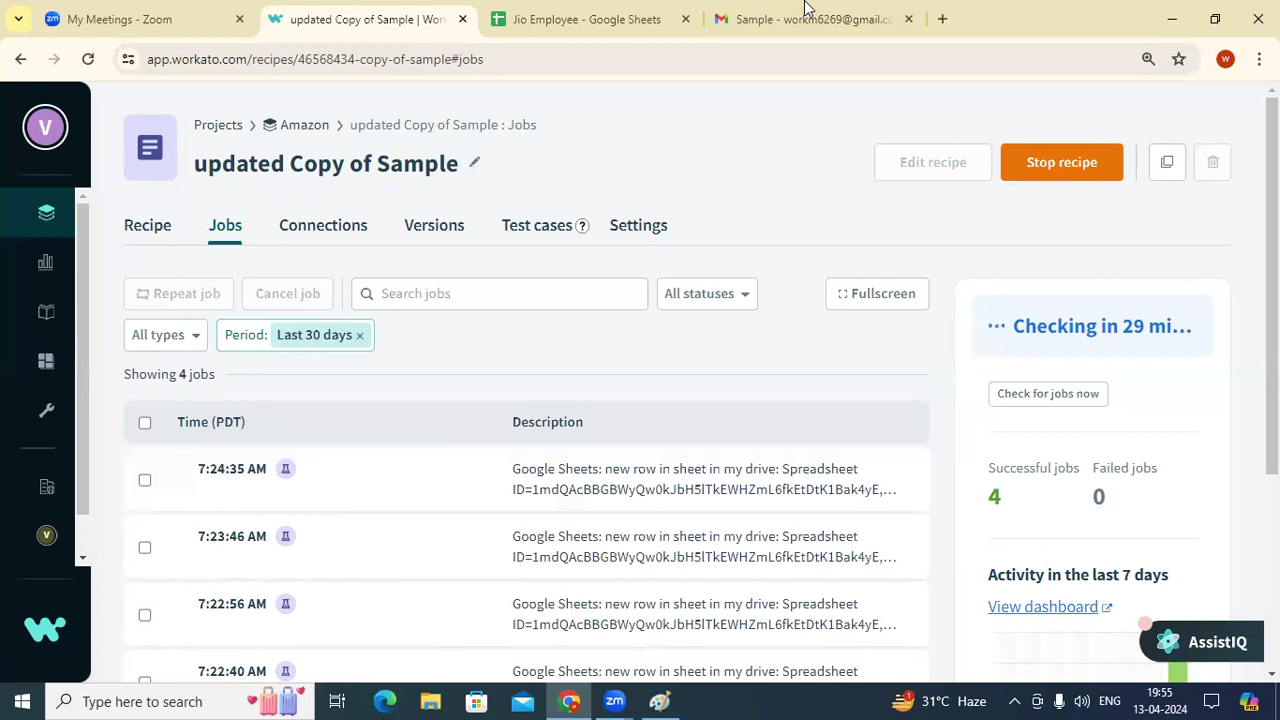 My Meetings - Zoom
updated Copy of Sample | Work
Jio Employee - Google Sheets
Sample - workm6269@gmail.co
app.workato.com/recipes/46568434-copy-of-sample#jobs
W
V
Projects > Amazon > updated Copy of Sample : Jobs
updated Copy of Sample
Edit recipe
Stop recipe
Recipe
Jobs
Connections
Versions
Test cases ?
Settings
Repeat job
Cancel job
Search jobs
All statuses
Fullscreen
All types
Period: Last 30 days ×
Showing 4 jobs
Time (PDT)
Description
7:24:35 AM
Google Sheets: new row in sheet in my drive: Spreadsheet
ID=1mdQAcBBGBWyQw0kJbH5lTkEWHZmL6fkEtDtK1Bak4yE,...
7:23:46 AM
Google Sheets: new row in sheet in my drive: Spreadsheet
ID=1mdQAcBBGBWyQw0kJbH5lTkEWHZmL6fkEtDtK1Bak4yE,...
7:22:56 AM
Google Sheets: new row in sheet in my drive: Spreadsheet
ID=1mdQAcBBGBWyQw0kJbH5lTkEWHZmL6fkEtDtK1Bak4yE,...
7:22:40 AM
Google Sheets: new row in sheet in my drive: Spreadsheet
··· Checking in 29 mi...
Check for jobs now
Successful jobs
Failed jobs
4
0
Activity in the last 7 days
View dashboard
AssistIQ
V
Type here to search
zm
31°C Haze
ENG
19:55
13-04-2024